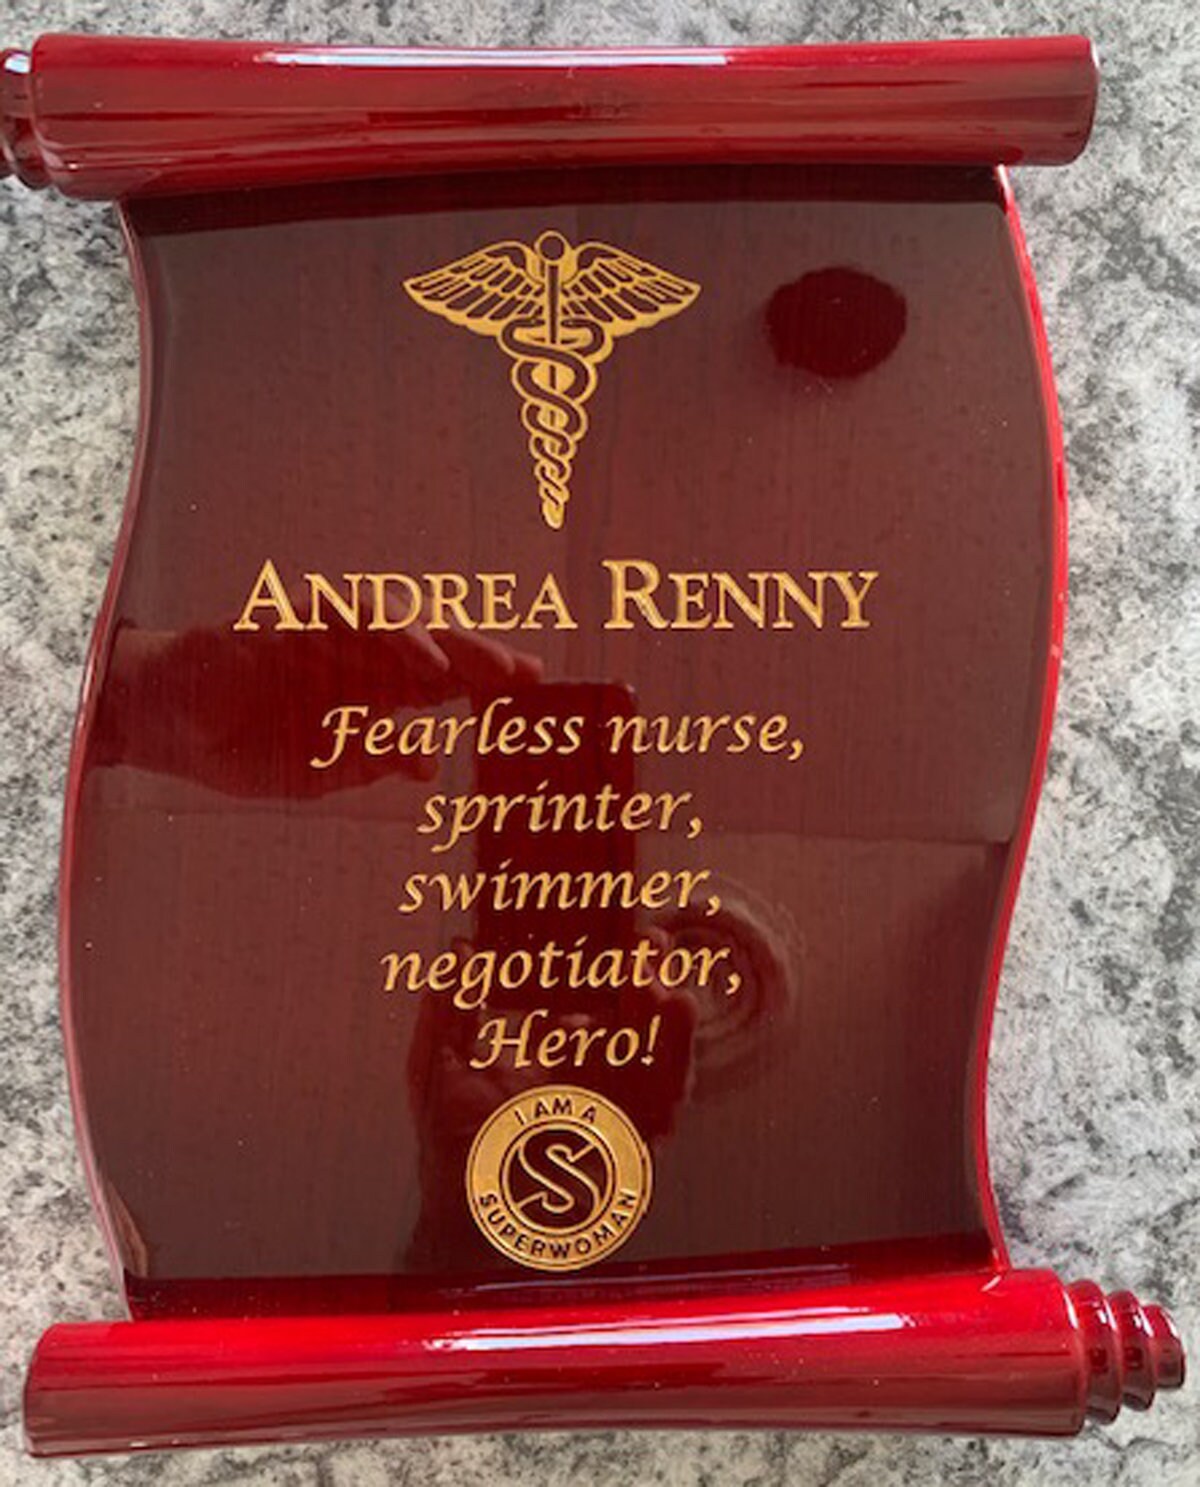 ANDREA RENNY
Fearless nurse,
sprinter,
swimmer,
negotiator,
Hero!
I AM A
S
SUPERWOMAN